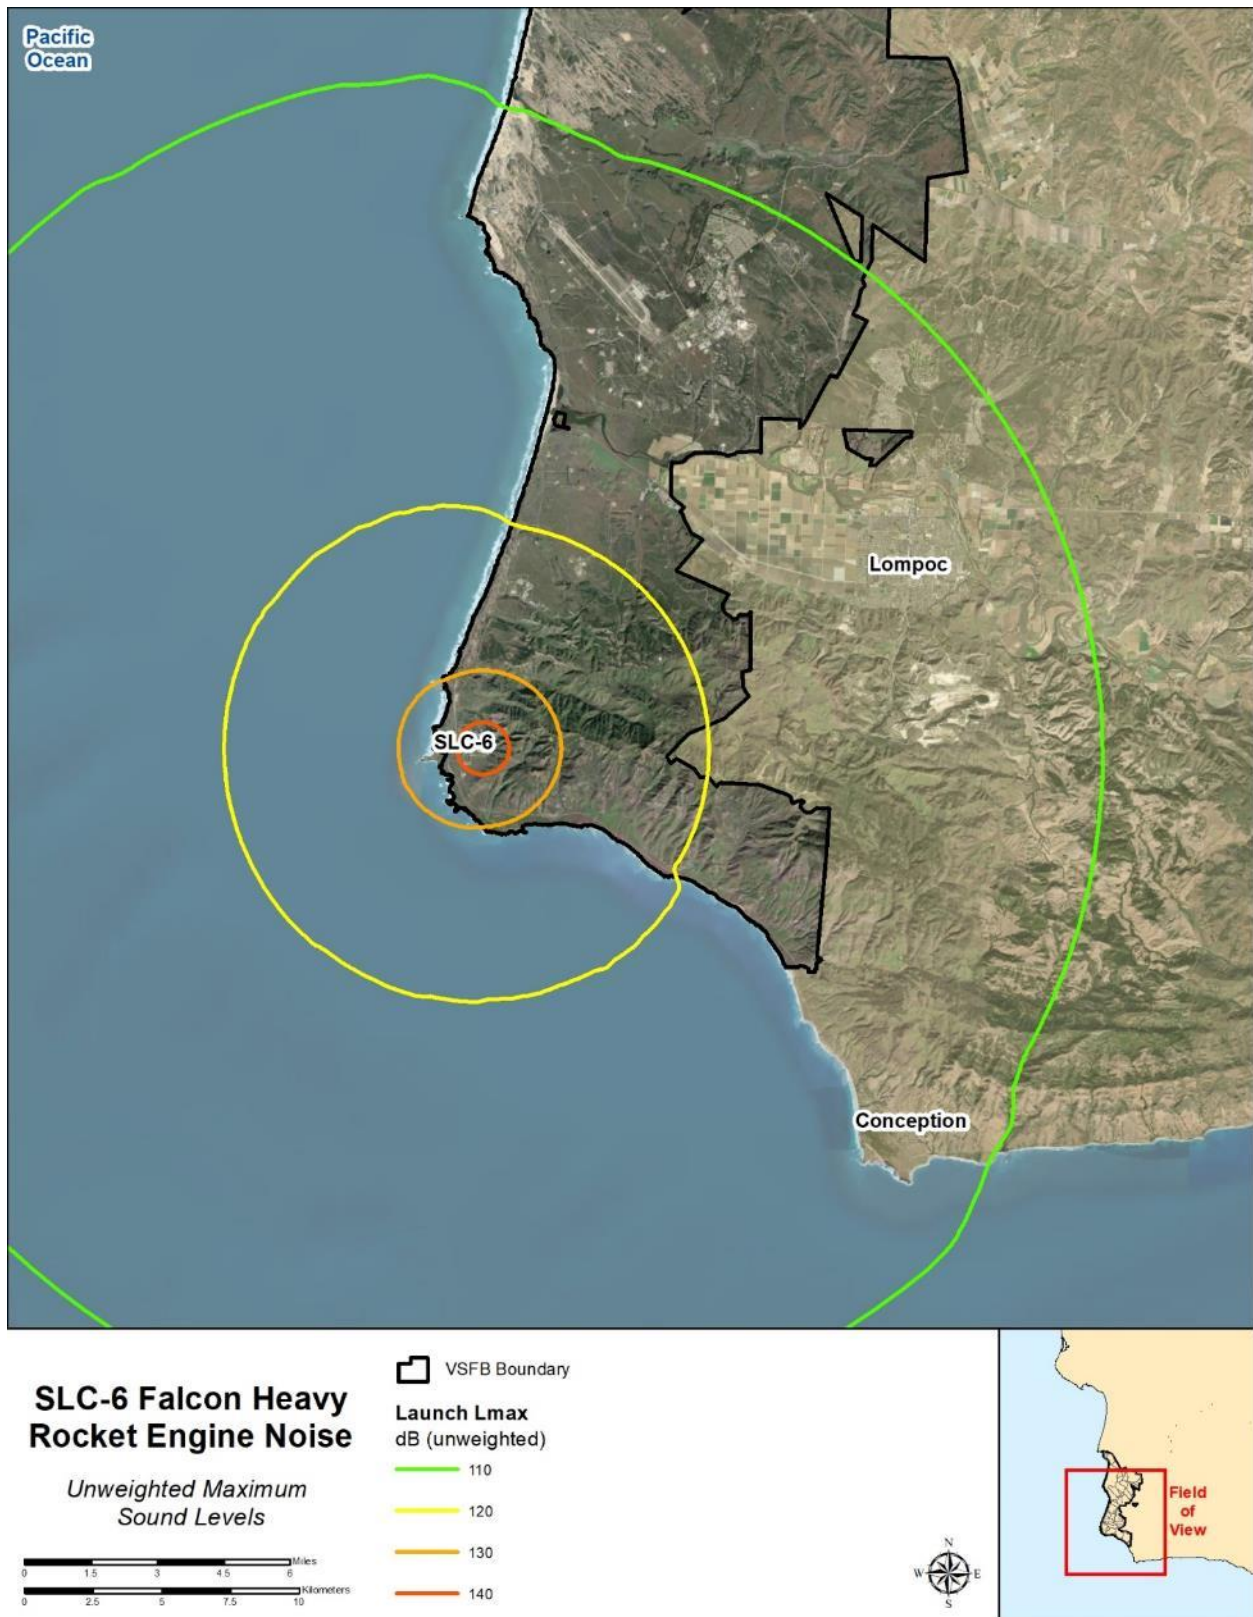 Pacific
Ocean
Lompoc
SLC-6
Conception
SLC-6 Falcon Heavy
Rocket Engine Noise
Unweighted Maximum
Sound Levels
0 1.5 3 4.5 6 Miles
0 2.5 5 7.5 10 Kilometers
VSFB Boundary
Launch Lmax
dB (unweighted)
110
120
130
140
N
W E
S
Field
of
View